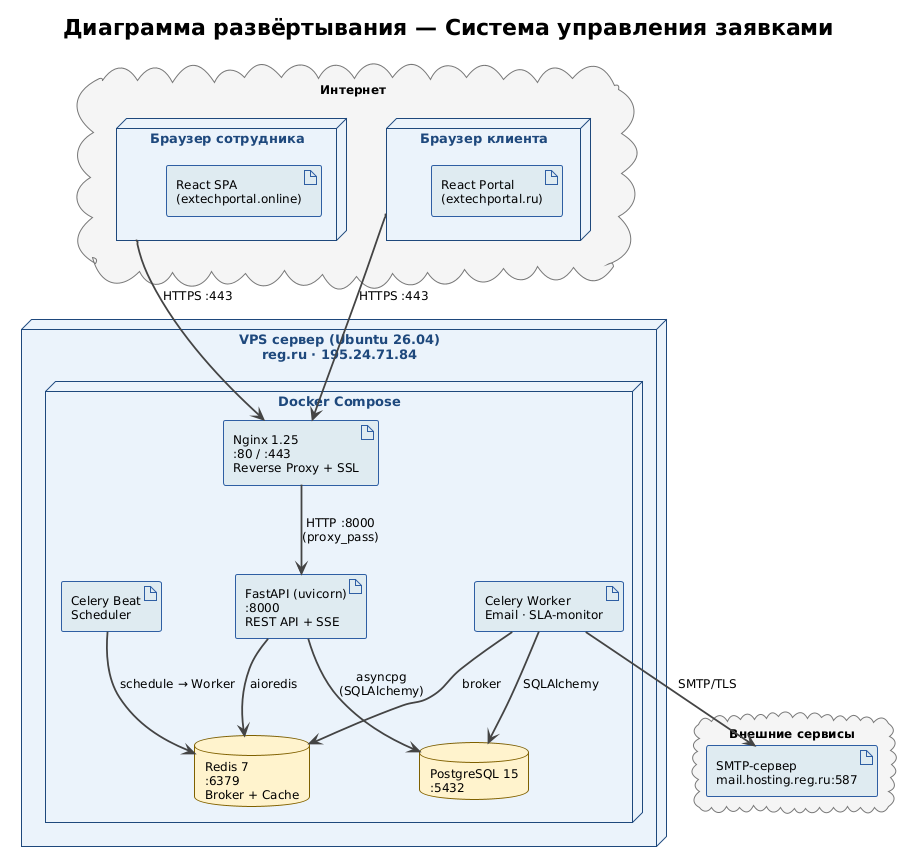 Диаграмма развёртывания — Система управления заявками
Интернет
Браузер сотрудника
Браузер клиента
React SPA
(extechportal.online)
React Portal
(extechportal.ru)
HTTPS :443
HTTPS :443
VPS сервер (Ubuntu 26.04)
reg.ru · 195.24.71.84
Docker Compose
Nginx 1.25
:80 / :443
Reverse Proxy + SSL
HTTP :8000
(proxy_pass)
Celery Beat
Scheduler
FastAPI (uvicorn)
:8000
REST API + SSE
Celery Worker
Email · SLA-monitor
schedule → Worker
aioredis
asyncpg
(SQLAlchemy)
broker
SQLAlchemy
SMTP/TLS
Redis 7
:6379
Broker + Cache
PostgreSQL 15
:5432
Внешние сервисы
SMTP-сервер
mail.hosting.reg.ru:587